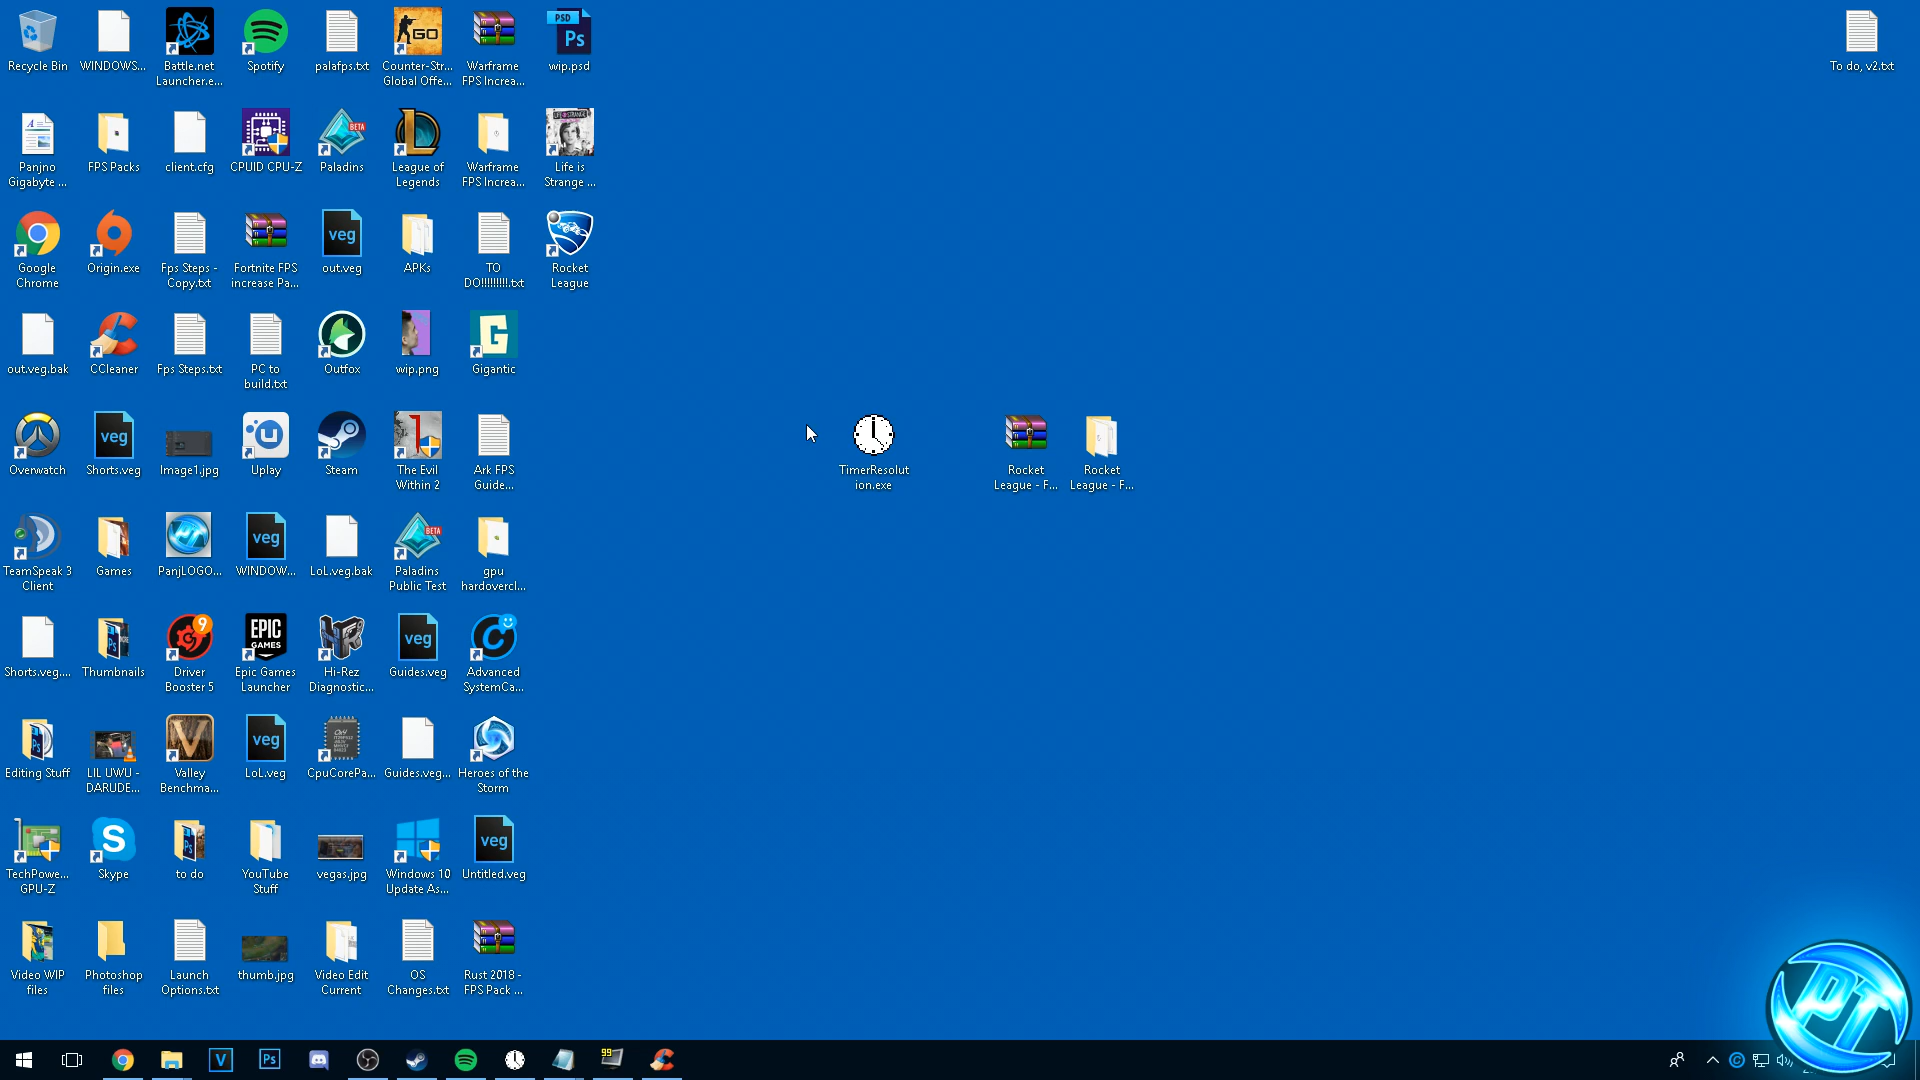 Recycle Bin
WINDOWS...
Battle.net
Launcher.e...
Spotify
palafps.txt
Counter-Str...
Global Offe...
Warframe
FPS Increa...
PSD
Ps
wip.psd
To do, v2.txt
GO
Panjno
Gigabyte ...
FPS Packs
client.cfg
CPUID CPU-Z
BETA
Paladins
League of
Legends
Warframe
FPS Increa...
Life is
Strange ...
Google
Chrome
Origin.exe
Fps Steps -
Copy.txt
Fortnite FPS
increase Pa...
veg
out.veg
APKs
TO
DO!!!!!!!!!.txt
Rocket
League
out.veg.bak
CCleaner
Fps Steps.txt
PC to
build.txt
Outfox
wip.png
G
Gigantic
Overwatch
veg
Shorts.veg
Image1.jpg
Uplay
Steam
The Evil
Within 2
Ark FPS
Guide...
TimerResolut
ion.exe
Rocket
League - F...
Rocket
League - F...
TeamSpeak 3
Client
Games
PanjLOGO...
veg
WINDOW...
LoL.veg.bak
BETA
Paladins
Public Test
gpu
hardovercl...
Shorts.veg....
Thumbnails
9
Driver
Booster 5
EPIC
GAMES
Epic Games
Launcher
Hi-Rez
Diagnostic...
veg
Guides.veg
Advanced
SystemCa...
Editing Stuff
LIL UWU -
DARUDE...
Valley
Benchma...
veg
LoL.veg
CpuCorePa...
Guides.veg...
Heroes of the
Storm
TechPowe...
GPU-Z
S
Skype
to do
YouTube
Stuff
vegas.jpg
Windows 10
Update As...
veg
Untitled.veg
Video WIP
files
Photoshop
files
Launch
Options.txt
thumb.jpg
Video Edit
Current
OS
Changes.txt
Rust 2018 -
FPS Pack ...
PT
V
Ps
99